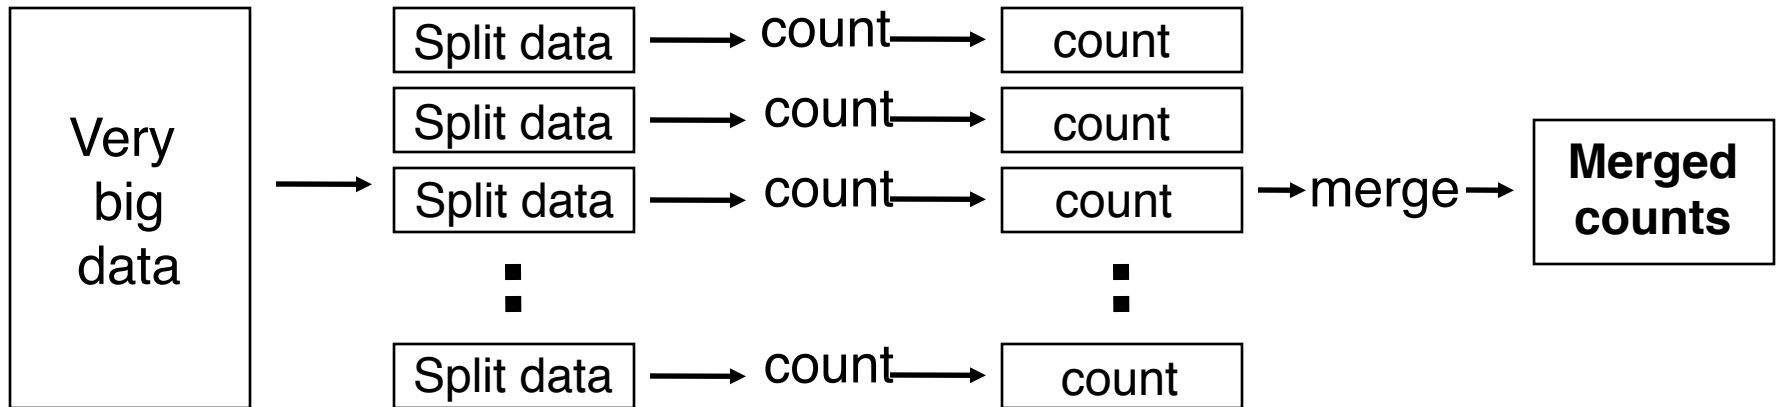 Very
big
data
Split data
count
count
Split data
count
count
Split data
count
count
Split data
count
count
merge
Merged
counts